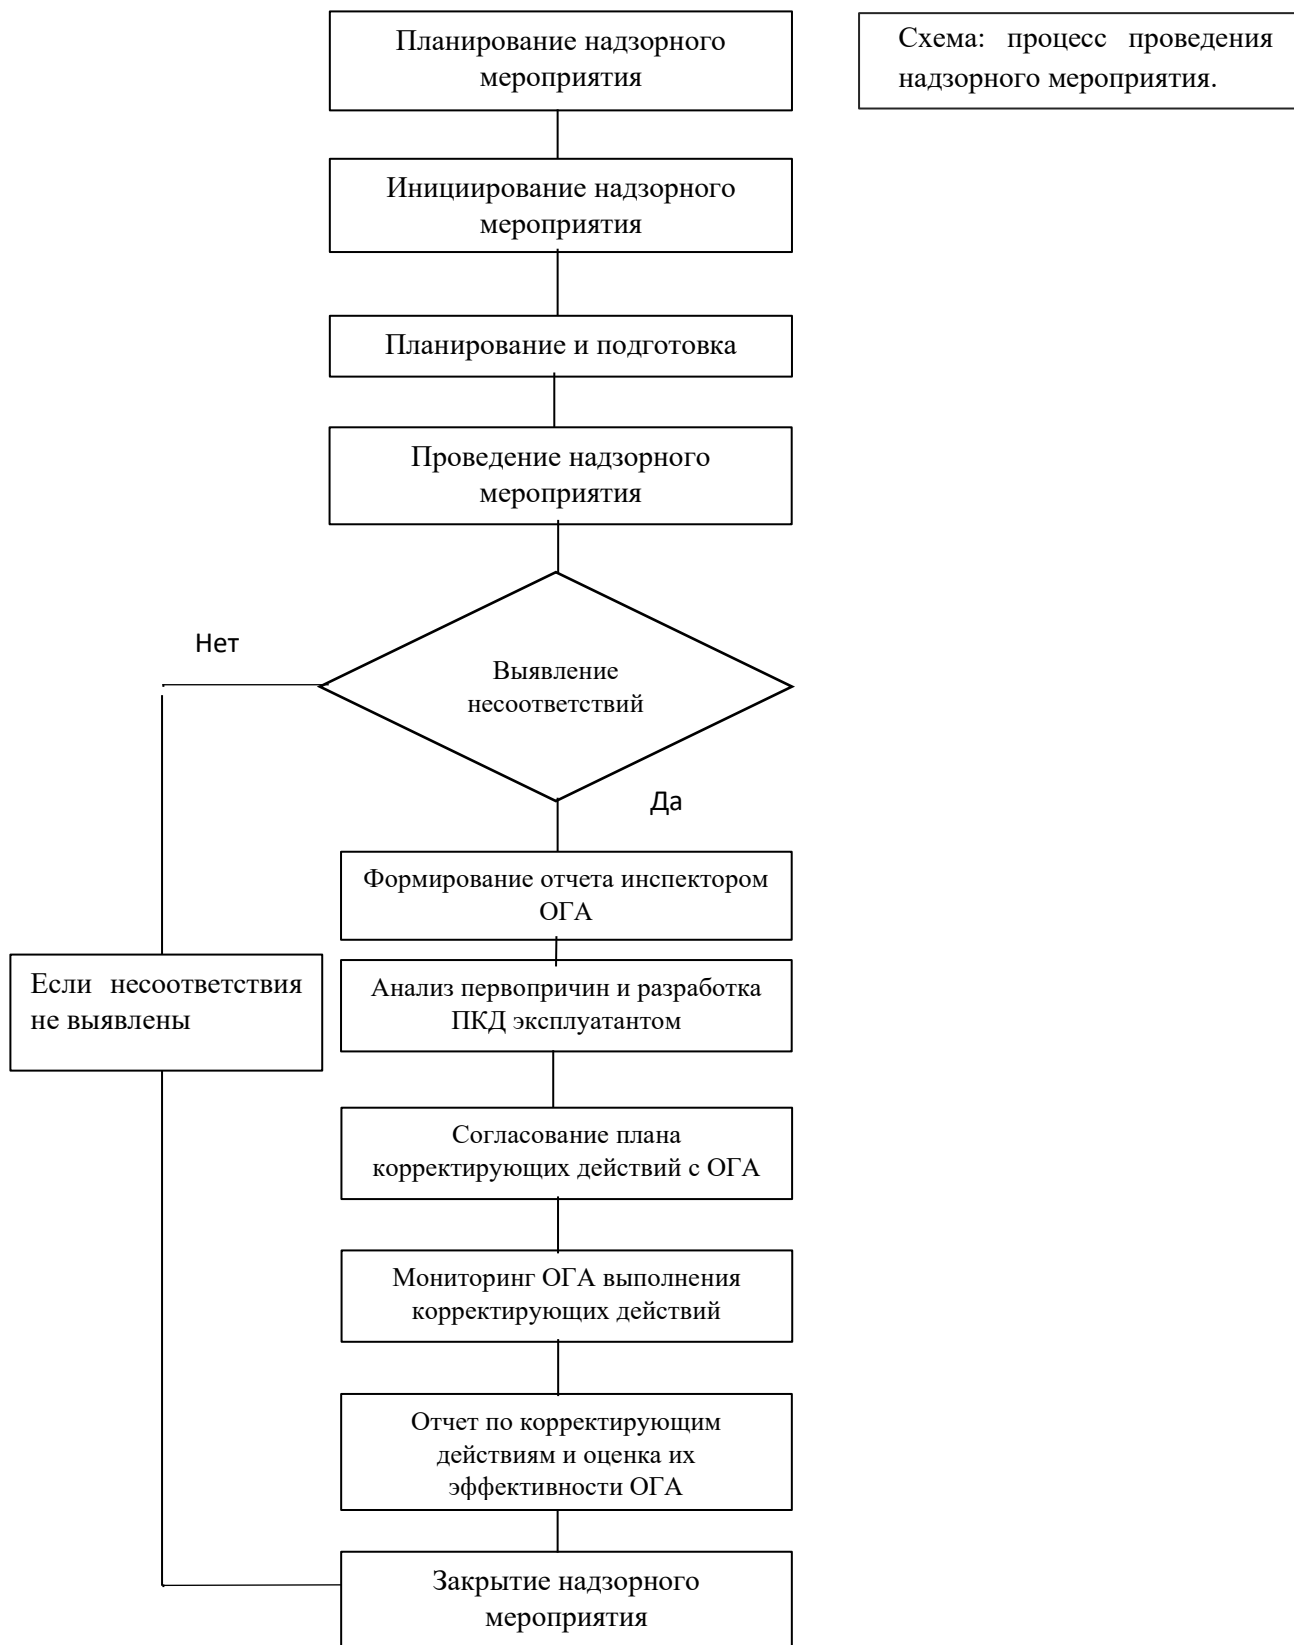 Планирование надзорного
мероприятия
Схема: процесс проведения
надзорного мероприятия.
Инициирование надзорного
мероприятия
Планирование и подготовка
Проведение надзорного
мероприятия
Нет
Выявление
несоответствий
Да
Формирование отчета инспектором
ОГА
Если несоответствия
не выявлены
Анализ первопричин и разработка
ПКД эксплуатантом
Согласование плана
корректирующих действий с ОГА
Мониторинг ОГА выполнения
корректирующих действий
Отчет по корректирующим
действиям и оценка их
эффективности ОГА
Закрытие надзорного
мероприятия